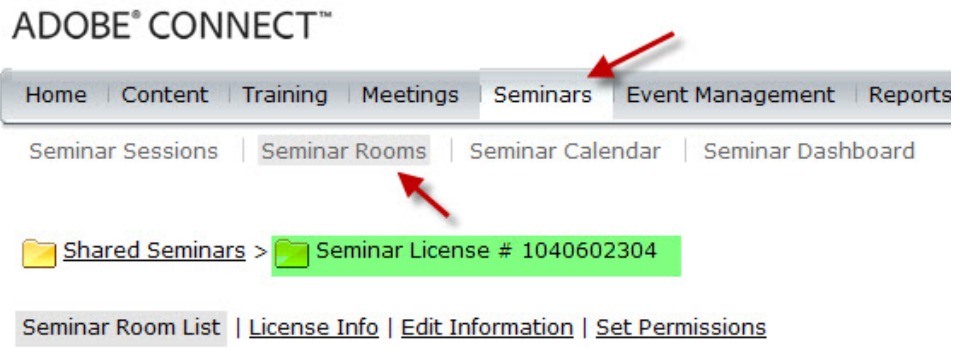 ADOBE® CONNECT™
Home | Content | Training | Meetings | Seminars | Event Management | Reports
Seminar Sessions | Seminar Rooms | Seminar Calendar | Seminar Dashboard
Shared Seminars > Seminar License # 1040602304
Seminar Room List | License Info | Edit Information | Set Permissions